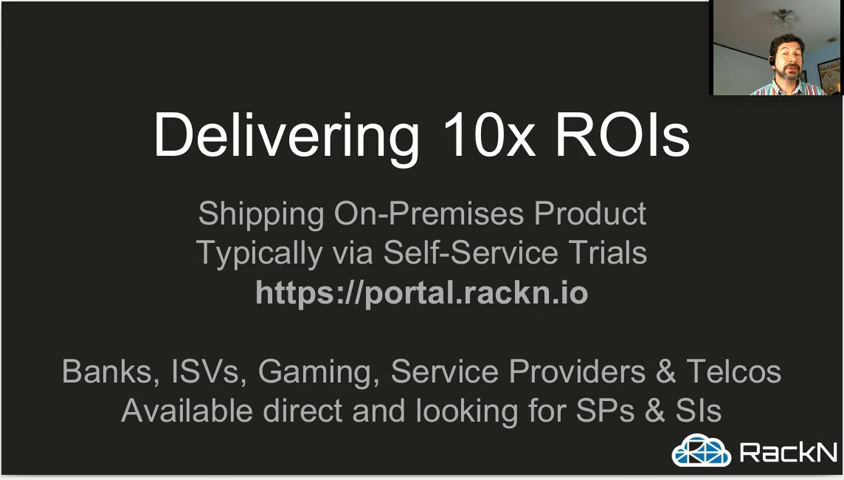 Delivering 10x ROIs
Shipping On-Premises Product
Typically via Self-Service Trials
https://portal.rackn.io
Banks, ISVs, Gaming, Service Providers & Telcos
Available direct and looking for SPs & SIs
RackN